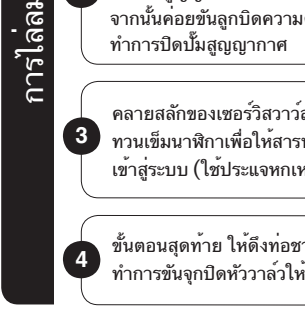 การไล่ลม
จากนั้นค่อยขันลูกบิดความ
ทำการปิดปั๊มสูญญากาศ
3
คลายสลักของเซอร์วิสวาว์ล
ทวนเข็มนาฬิกาเพื่อให้สาร
เข้าสู่ระบบ (ใช้ประแจหกเห
4
ขั้นตอนสุดท้าย ให้ดึงท่อชา
ทำการขันจุกปิดหัววาล์วให้